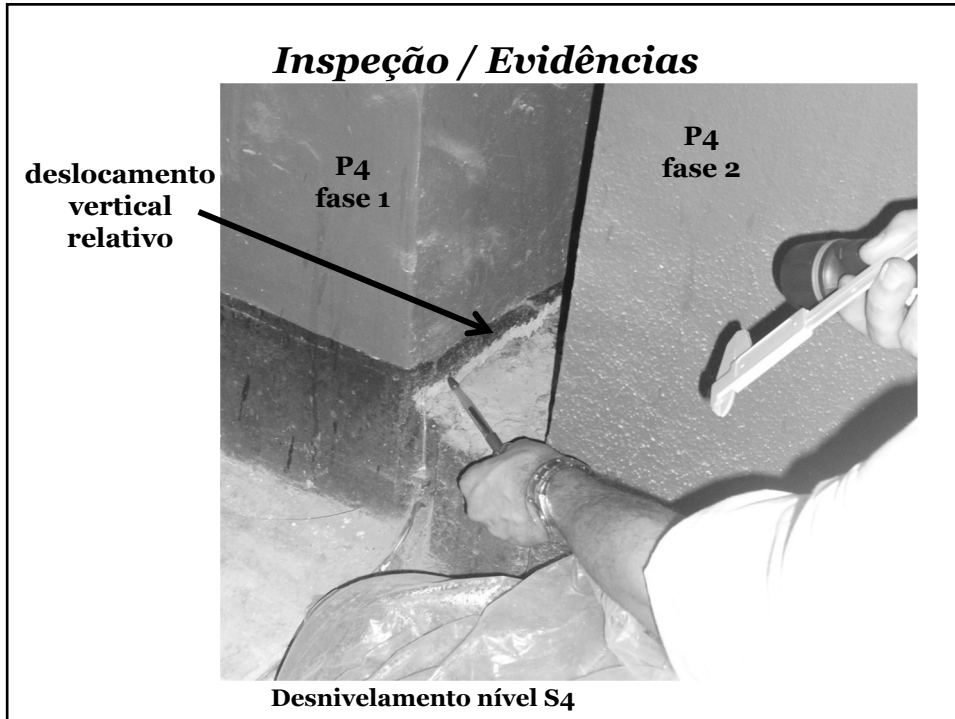 Inspeção / Evidências
deslocamento
vertical
relativo
P4
fase 1
P4
fase 2
Desnivelamento nível S4